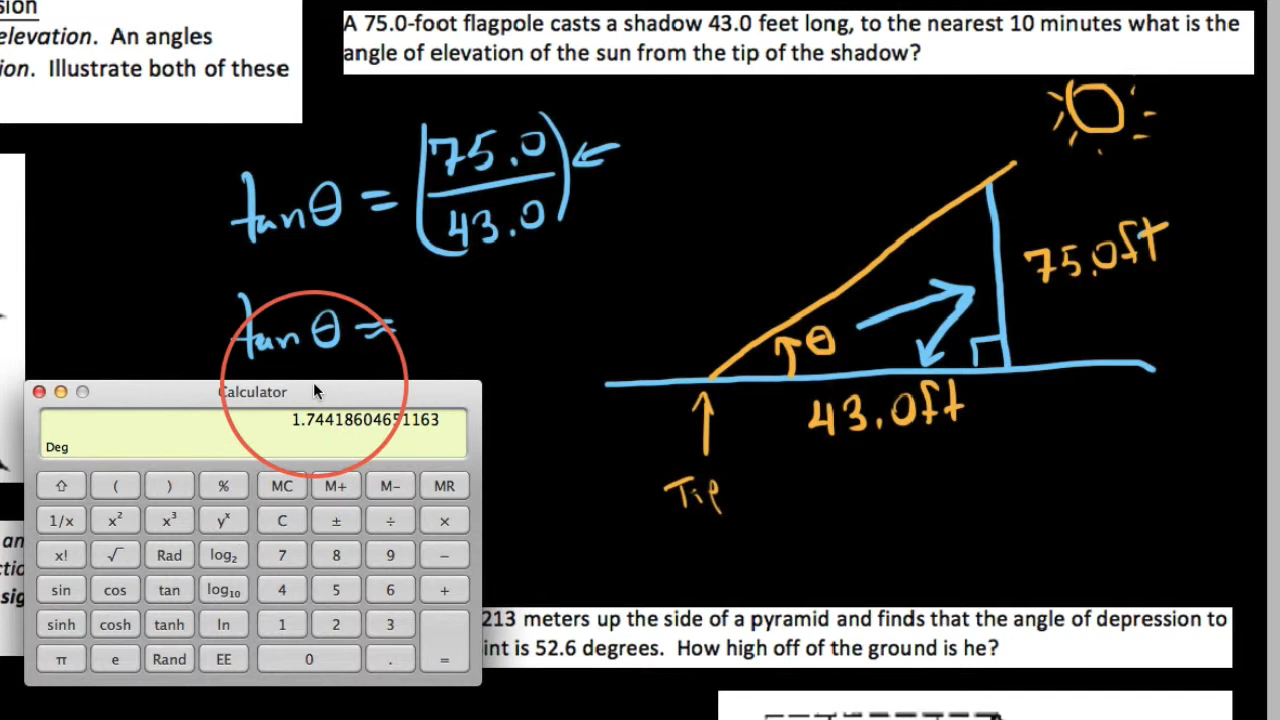 sion
elevation. An angles
ion. Illustrate both of these
A 75.0-foot flagpole casts a shadow 43.0 feet long, to the nearest 10 minutes what is the
angle of elevation of the sun from the tip of the shadow?
tanθ = (75.0/43.0) ←
tanθ =
75.0ft
θ
43.0ft
Tip
Calculator
1.74418604651163
Deg
⇧ ( ) % MC M+ M− MR
1/x x² x³ yˣ C ± ÷ ×
x! √ Rad log₂ 7 8 9 −
sin cos tan log₁₀ 4 5 6 +
sinh cosh tanh ln 1 2 3
π e Rand EE 0 . =
an
ctio
sig
213 meters up the side of a pyramid and finds that the angle of depression to
int is 52.6 degrees. How high off of the ground is he?